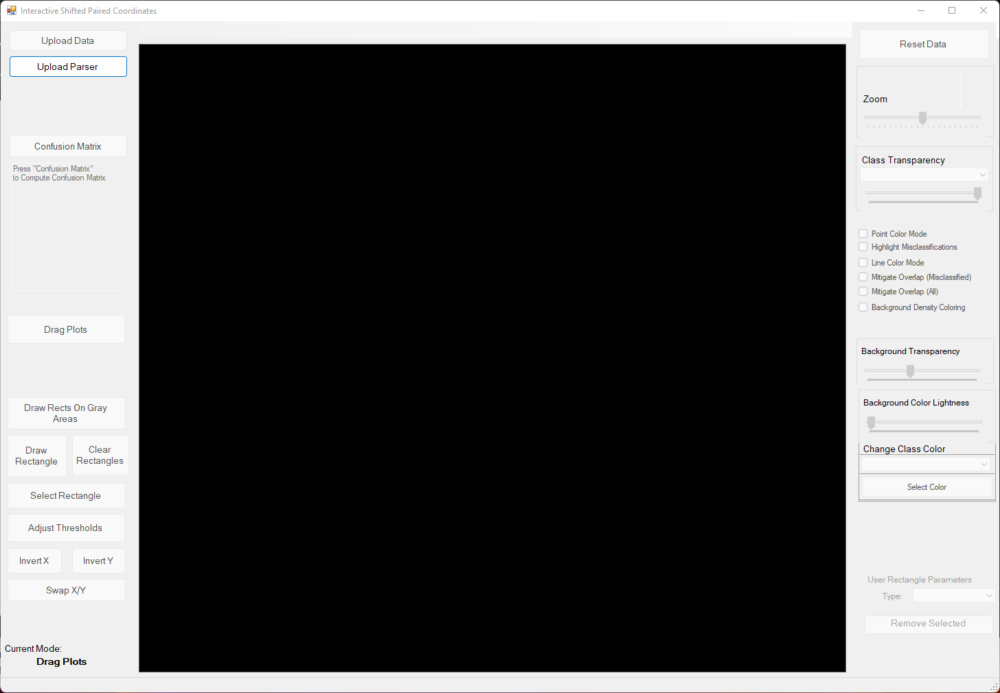 Interactive Shifted Paired Coordinates
Upload Data
Upload Parser
Confusion Matrix
Press "Confusion Matrix"
to Compute Confusion Matrix
Drag Plots
Draw Rects On Gray
Areas
Draw
Rectangle
Clear
Rectangles
Select Rectangle
Adjust Thresholds
Invert X
Invert Y
Swap X/Y
Current Mode:
Drag Plots
Reset Data
Zoom
Class Transparency
Point Color Mode
Highlight Misclassifications
Line Color Mode
Mitigate Overlap (Misclassified)
Mitigate Overlap (All)
Background Density Coloring
Background Transparency
Background Color Lightness
Change Class Color
Select Color
User Rectangle Parameters
Type:
Remove Selected